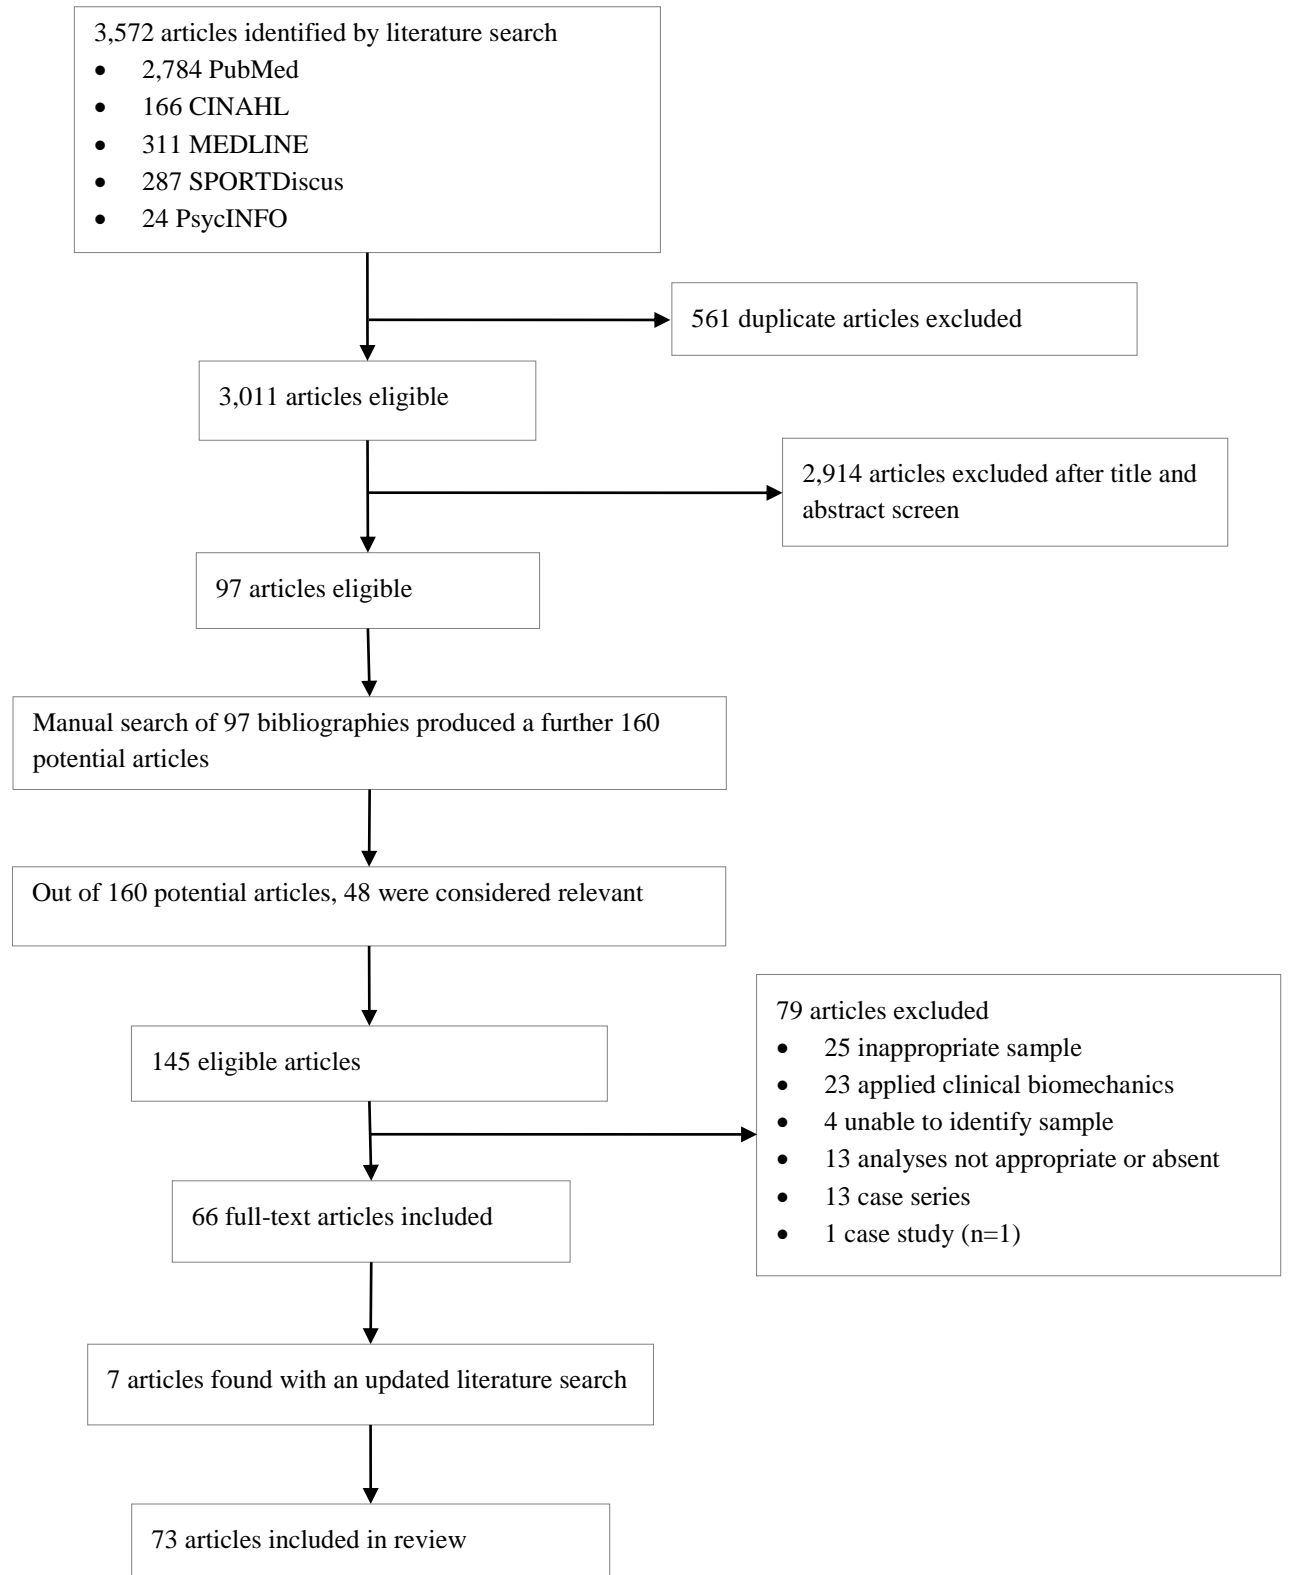 3,572 articles identified by literature search
• 2,784 PubMed
• 166 CINAHL
• 311 MEDLINE
• 287 SPORTDiscus
• 24 PsycINFO
561 duplicate articles excluded
3,011 articles eligible
2,914 articles excluded after title and
abstract screen
97 articles eligible
Manual search of 97 bibliographies produced a further 160
potential articles
Out of 160 potential articles, 48 were considered relevant
145 eligible articles
79 articles excluded
• 25 inappropriate sample
• 23 applied clinical biomechanics
• 4 unable to identify sample
• 13 analyses not appropriate or absent
• 13 case series
• 1 case study (n=1)
66 full-text articles included
7 articles found with an updated literature search
73 articles included in review